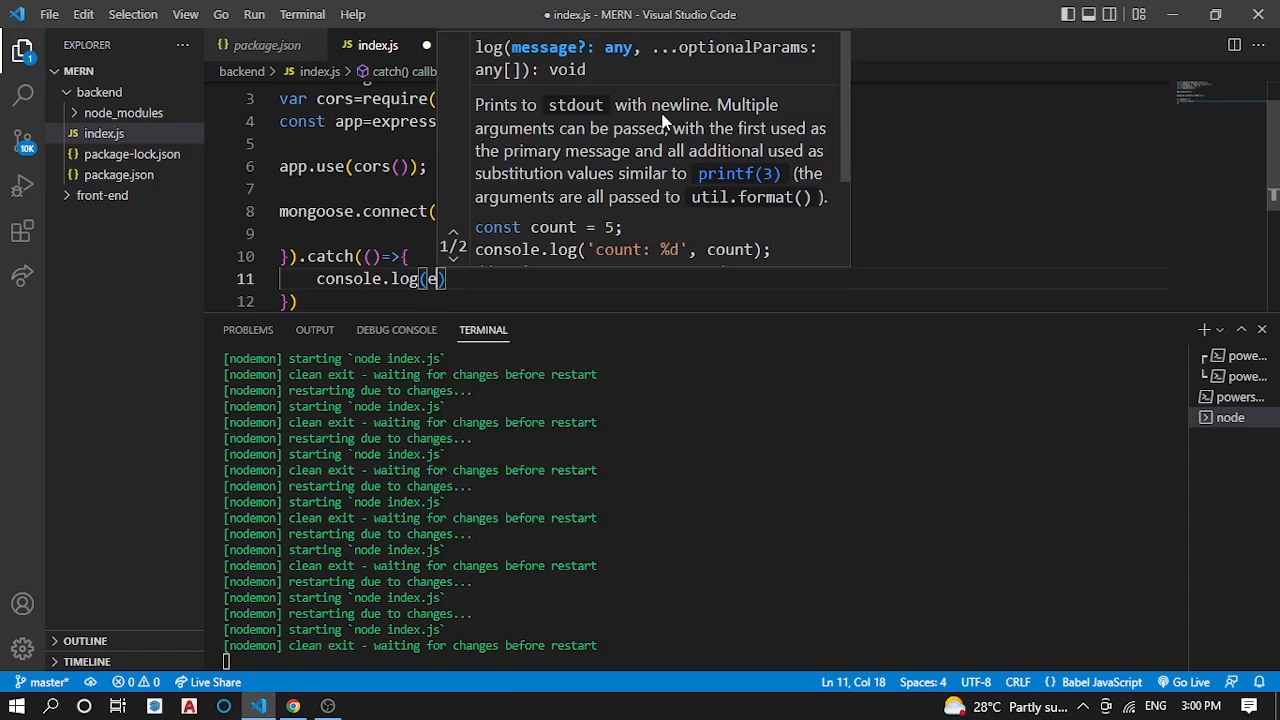 File Edit Selection View Go Run Terminal Help
● index.js - MERN - Visual Studio Code
EXPLORER
MERN
backend
node_modules
index.js
package-lock.json
package.json
front-end
OUTLINE
TIMELINE
1
10K
package.json
index.js
backend > index.js > catch() callb
3 var cors=require(
4 const app=express
5
6 app.use(cors());
7
8 mongoose.connect(
10 }).catch(()=>{
11 console.log(e)
12 })
log(message?: any, ...optionalParams:
any[]): void
Prints to stdout with newline. Multiple
arguments can be passed, with the first used as
the primary message and all additional used as
substitution values similar to printf(3) (the
arguments are all passed to util.format() ).
1/2
const count = 5;
console.log('count: %d', count);
PROBLEMS OUTPUT DEBUG CONSOLE TERMINAL
[nodemon] starting `node index.js`
[nodemon] clean exit - waiting for changes before restart
[nodemon] restarting due to changes...
[nodemon] starting `node index.js`
[nodemon] clean exit - waiting for changes before restart
[nodemon] restarting due to changes...
[nodemon] starting `node index.js`
[nodemon] clean exit - waiting for changes before restart
[nodemon] restarting due to changes...
[nodemon] starting `node index.js`
[nodemon] clean exit - waiting for changes before restart
[nodemon] restarting due to changes...
[nodemon] starting `node index.js`
[nodemon] clean exit - waiting for changes before restart
[nodemon] restarting due to changes...
[nodemon] starting `node index.js`
[nodemon] restarting due to changes...
[nodemon] starting `node index.js`
[nodemon] clean exit - waiting for changes before restart
powe...
powe...
powers...
node
master* 0 0 Live Share
Ln 11, Col 18 Spaces: 4 UTF-8 CRLF {} Babel JavaScript Go Live
28°C Partly su... ENG 3:00 PM